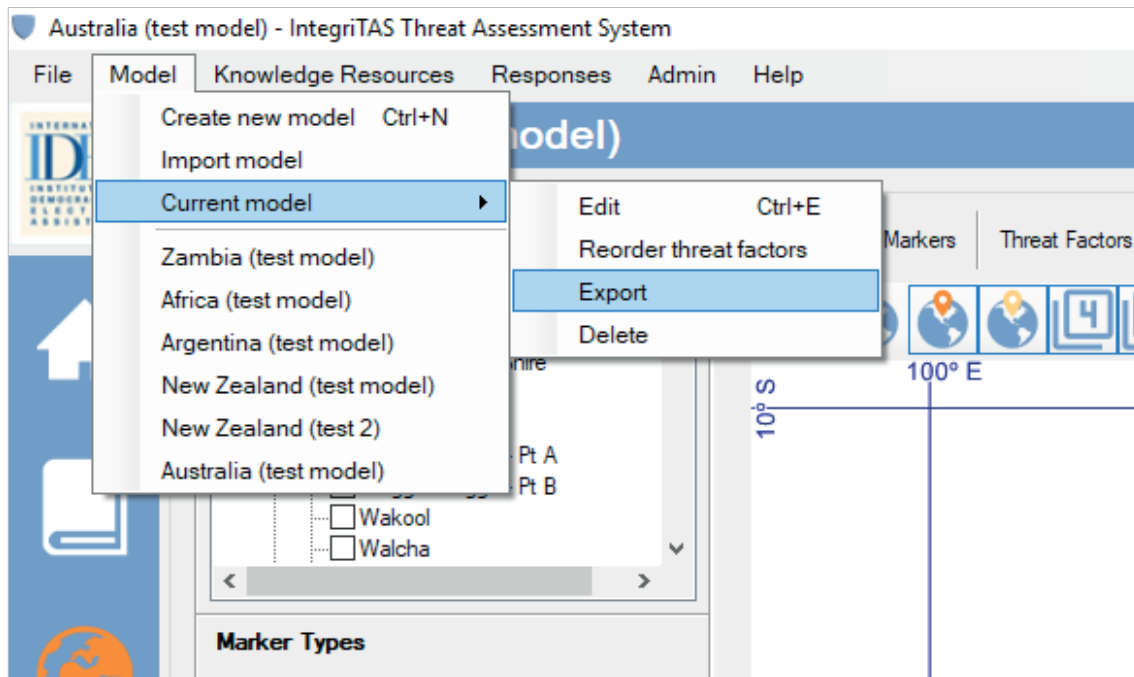 Australia (test model) - IntegriTAS Threat Assessment System
File Model Knowledge Resources Responses Admin Help
Create new model Ctrl+N
odel)
Import model
Current model
Edit Ctrl+E
Reorder threat factors
Export
Delete
Markers Threat Factors
Zambia (test model)
Africa (test model)
Argentina (test model)
New Zealand (test model)
New Zealand (test 2)
Australia (test model)
4
100° E
10° S
Pt A
Pt B
Wakool
Walcha
Marker Types